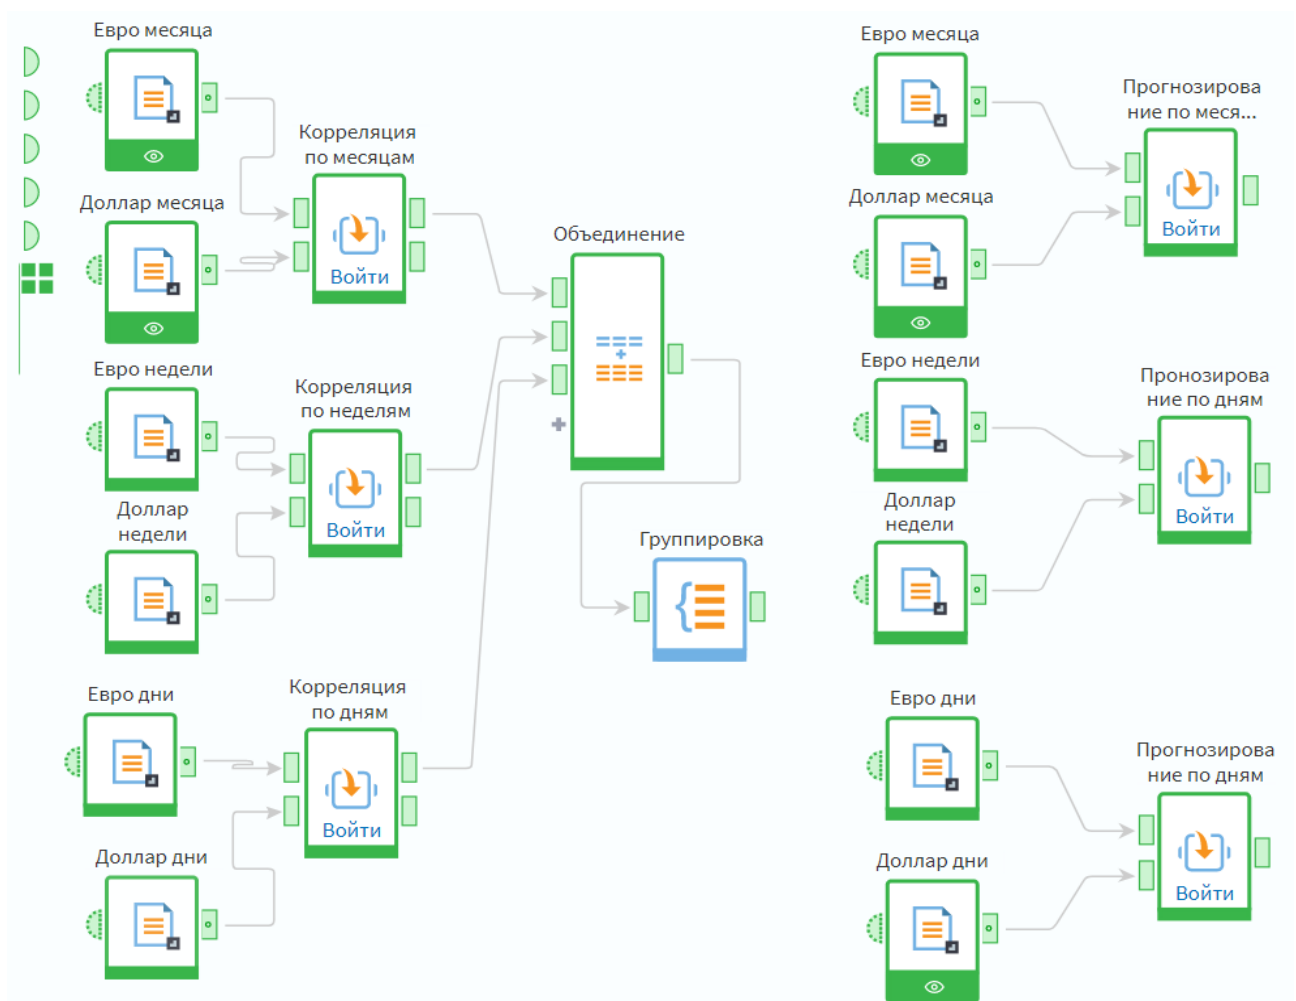 Евро месяца
Корреляция
по месяцам
Войти
Доллар месяца
Евро недели
Корреляция
по неделям
Войти
Доллар
недели
Евро дни
Корреляция
по дням
Войти
Доллар дни
Объединение
Группировка
Евро месяца
Прогнозирова
ние по меся...
Войти
Доллар месяца
Евро недели
Пронозирова
ние по дням
Войти
Доллар
недели
Евро дни
Прогнозирова
ние по дням
Войти
Доллар дни